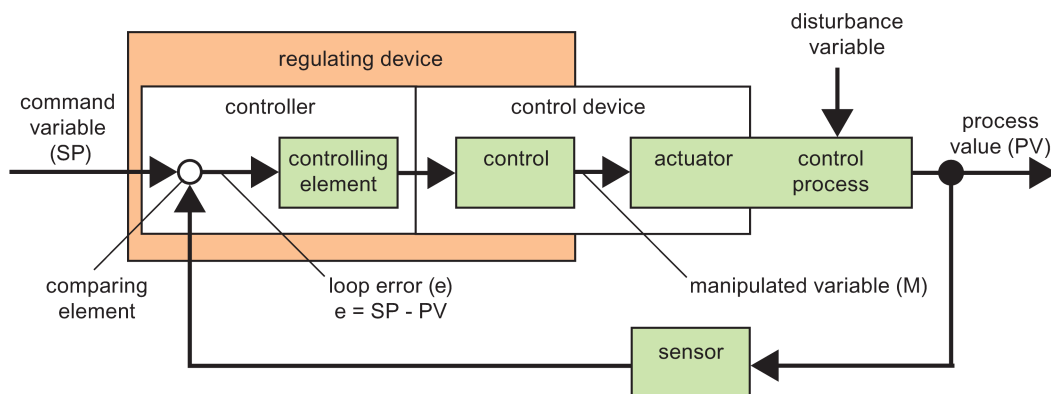 disturbance
variable
regulating device
command
variable
(SP)
controller
control device
process
value (PV)
controlling
element
control
actuator
control
process
comparing
element
loop error (e)
e = SP - PV
manipulated variable (M)
sensor